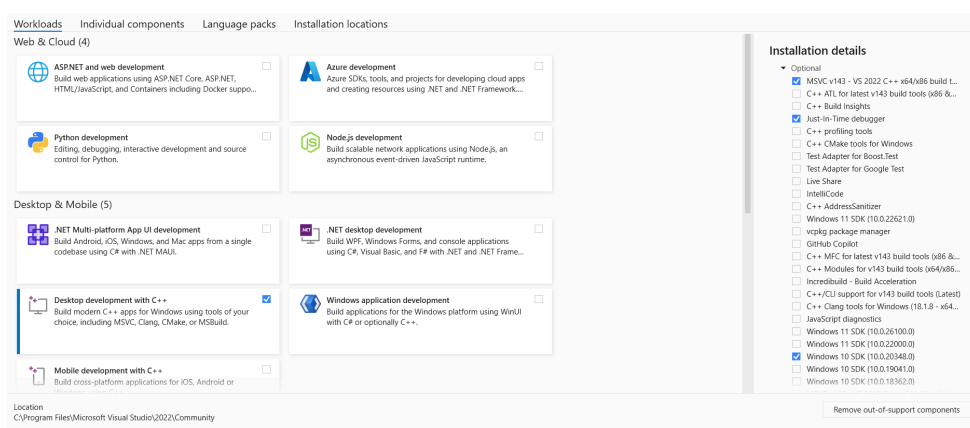 Workloads Individual components Language packs Installation locations
Web & Cloud (4)
ASP.NET and web development
Build web applications using ASP.NET Core, ASP.NET,
HTML/JavaScript, and Containers including Docker suppo...
Azure development
Azure SDKs, tools, and projects for developing cloud apps
and creating resources using .NET and .NET Framework....
Python development
Editing, debugging, interactive development and source
control for Python.
JS
Node.js development
Build scalable network applications using Node.js, an
asynchronous event-driven JavaScript runtime.
Desktop & Mobile (5)
.NET Multi-platform App UI development
Build Android, iOS, Windows, and Mac apps from a single
codebase using C# with .NET MAUI.
.NET
.NET desktop development
Build WPF, Windows Forms, and console applications
using C#, Visual Basic, and F# with .NET and .NET Frame...
Desktop development with C++
Build modern C++ apps for Windows using tools of your
choice, including MSVC, Clang, CMake, or MSBuild.
Windows application development
Build applications for the Windows platform using WinUI
with C# or optionally C++.
Mobile development with C++
Build cross-platform applications for iOS, Android or
Windows using C++.
Installation details
Optional
MSVC v143 - VS 2022 C++ x64/x86 build t...
C++ ATL for latest v143 build tools (x86 &...
C++ Build Insights
Just-In-Time debugger
C++ profiling tools
C++ CMake tools for Windows
Test Adapter for Boost.Test
Test Adapter for Google Test
Live Share
IntelliCode
C++ AddressSanitizer
Windows 11 SDK (10.0.22621.0)
vcpkg package manager
GitHub Copilot
C++ MFC for latest v143 build tools (x86 &...
C++ Modules for v143 build tools (x64/x86...
Incredibuild - Build Acceleration
C++/CLI support for v143 build tools (Latest)
C++ Clang tools for Windows (18.1.8 - x64...
JavaScript diagnostics
Windows 11 SDK (10.0.26100.0)
Windows 11 SDK (10.0.22000.0)
Windows 10 SDK (10.0.20348.0)
Windows 10 SDK (10.0.19041.0)
Windows 10 SDK (10.0.18362.0)
Location
C:\Program Files\Microsoft Visual Studio\2022\Community
Remove out-of-support components